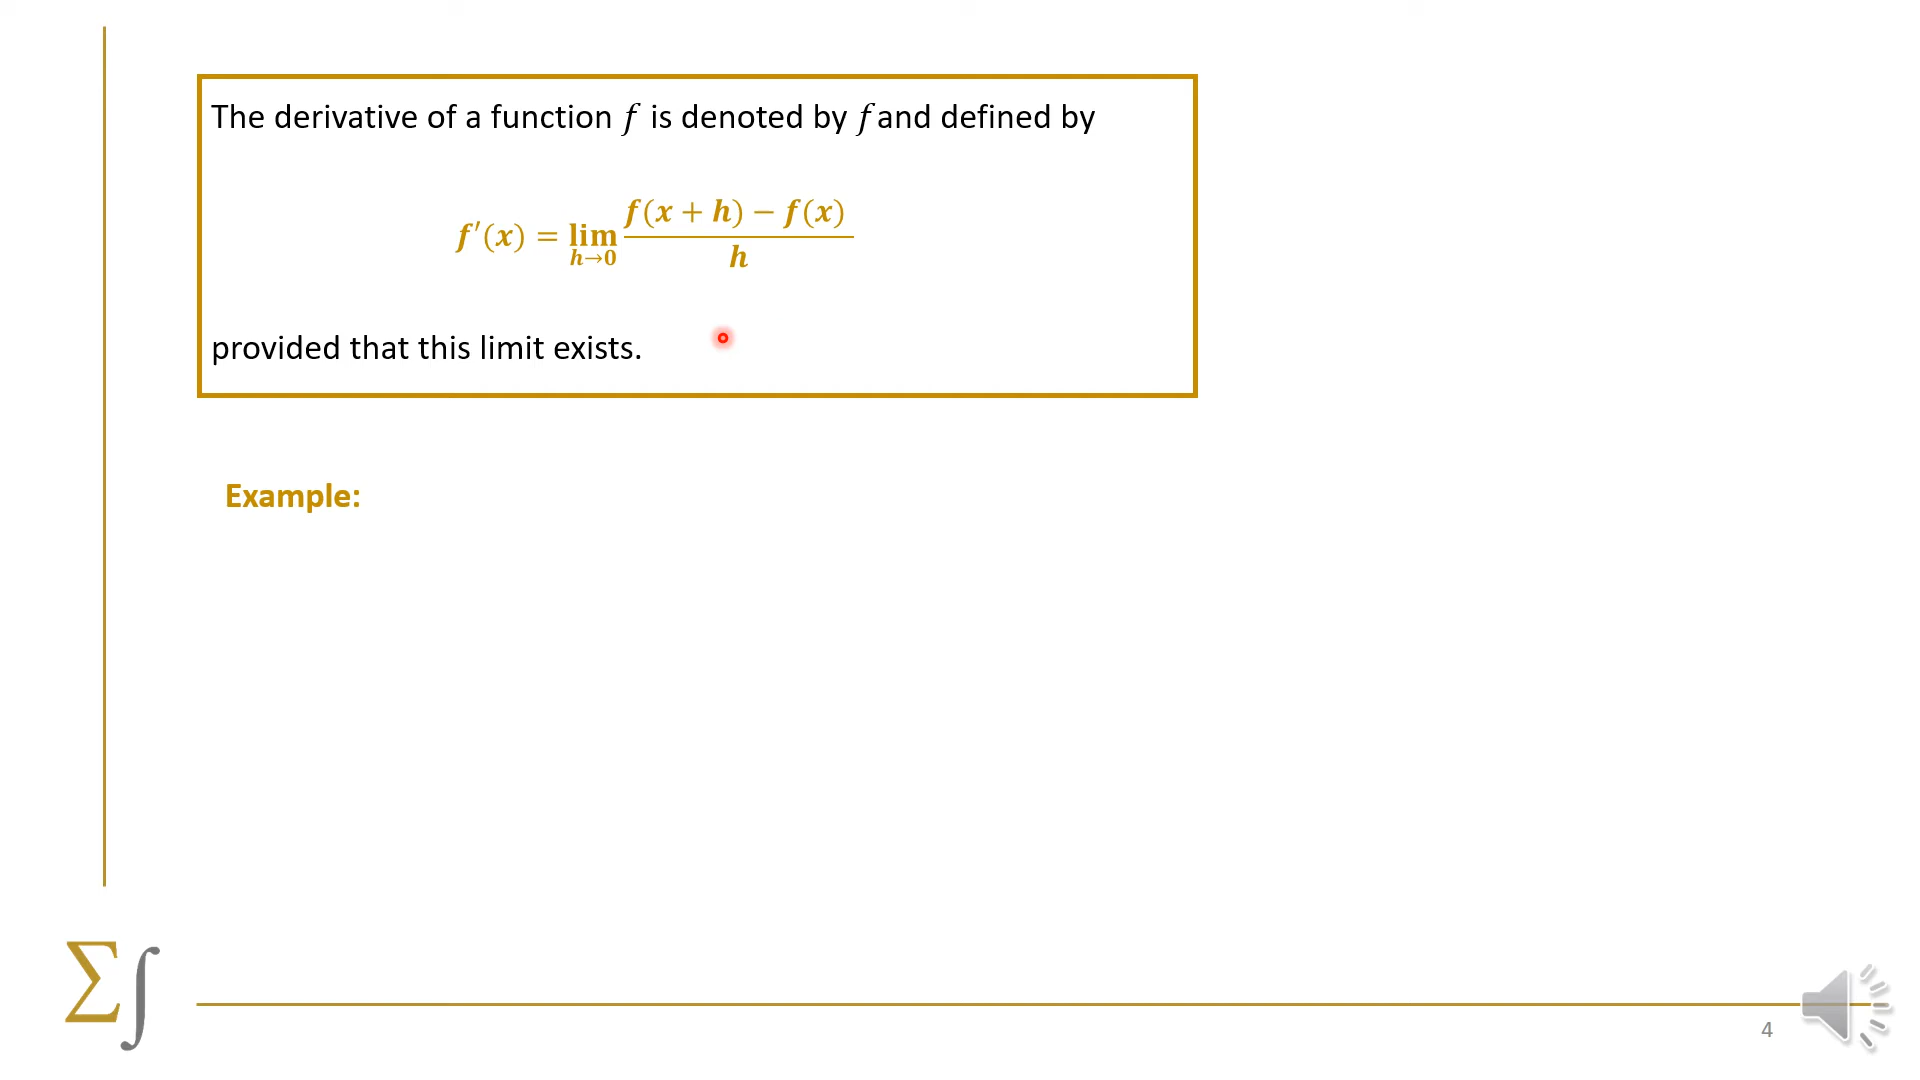 The derivative of a function f is denoted by f and defined by
f′(x) = lim h→0 f(x + h) − f(x) / h
provided that this limit exists.
Example:
∑∫
4